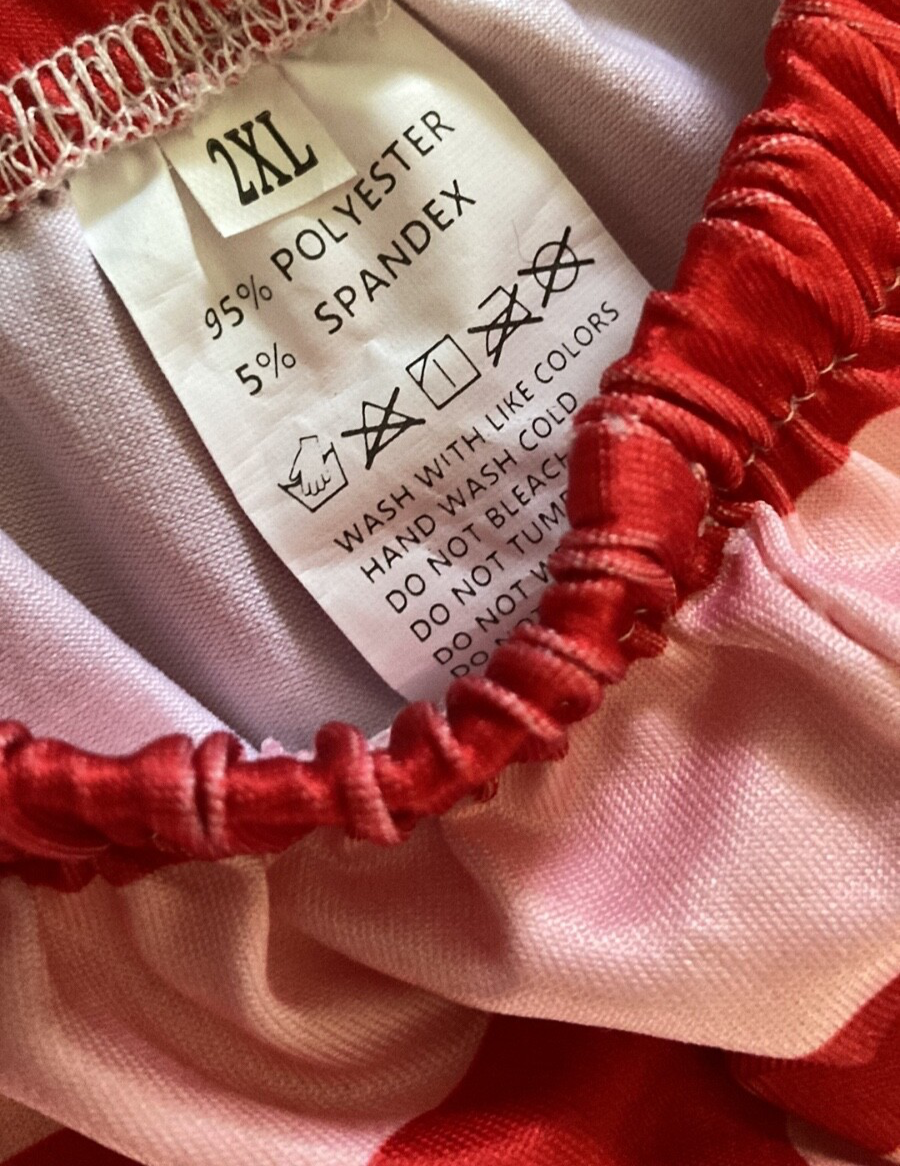 2XL
95% POLYESTER
5% SPANDEX
WASH WITH LIKE COLORS
HAND WASH COLD
DO NOT BLEACH
DO NOT
DO NOT
DO